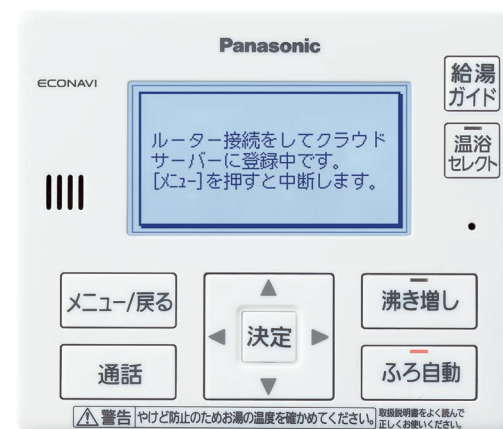 Panasonic
ECONAVI
給湯
ガイド
温浴
セレクト
ルーター接続をしてクラウド
サーバーに登録中です。
[メニュー]を押すと中断します。
メニュー/戻る
決定
沸き増し
通話
ふろ自動
警告 やけど防止のためお湯の温度を確かめてください。
取扱説明書をよく読んで
正しくお使いください。